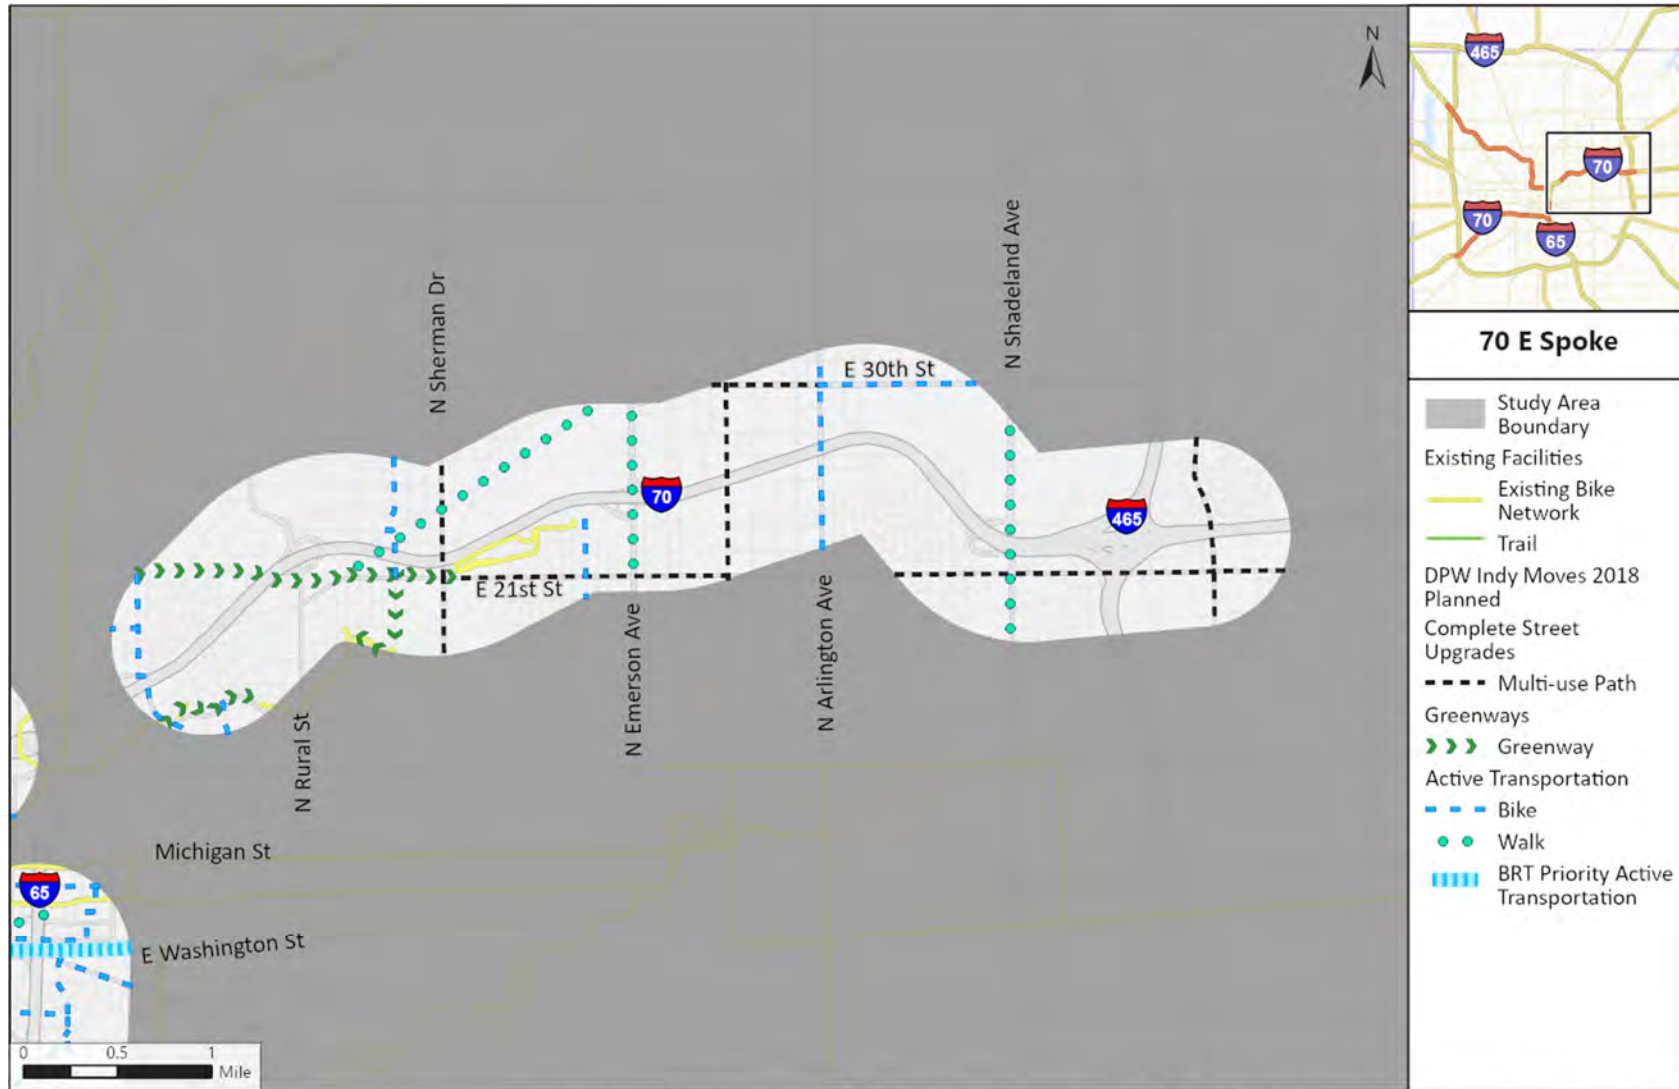 N
N Sherman Dr
N Shadeland Ave
E 30th St
70
465
E 21st St
N Rural St
N Emerson Ave
N Arlington Ave
Michigan St
65
E Washington St
0 0.5 1
Mile
465
70
70
65
70 E Spoke
Study Area
Boundary
Existing Facilities
Existing Bike
Network
Trail
DPW Indy Moves 2018
Planned
Complete Street
Upgrades
Multi-use Path
Greenways
Greenway
Active Transportation
Bike
Walk
BRT Priority Active
Transportation